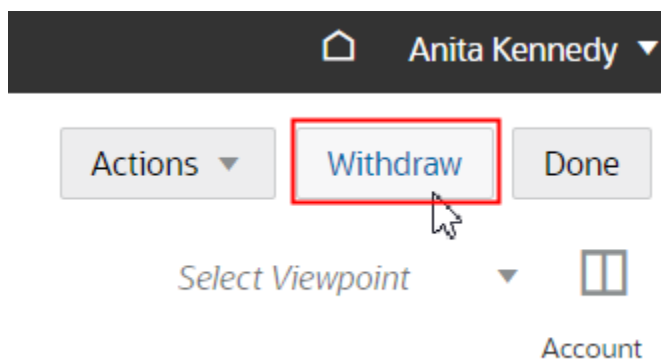 Anita Kennedy
Actions Withdraw Done
Select Viewpoint
Account